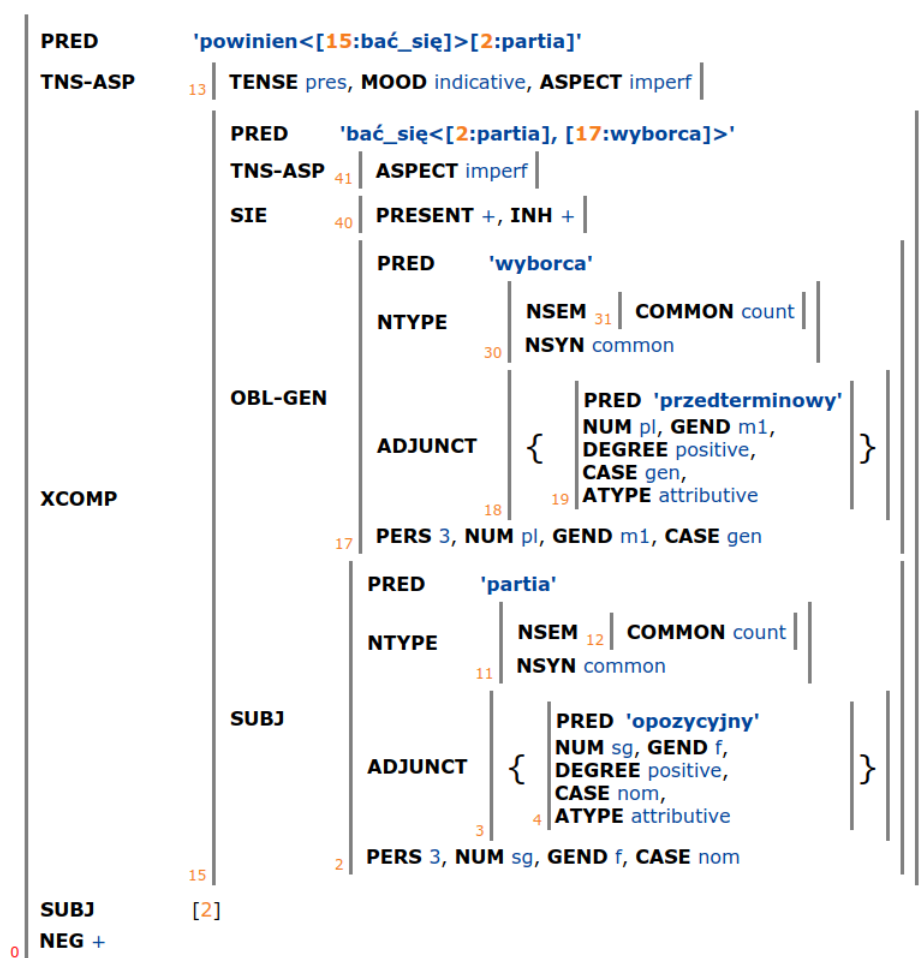 PRED 'powinien<[15:bać_się]>[2:partia]'
TNS-ASP 13 TENSE pres, MOOD indicative, ASPECT imperf
PRED 'bać_się<[2:partia], [17:wyborca]>'
TNS-ASP 41 ASPECT imperf
SIE 40 PRESENT +, INH +
PRED 'wyborca'
NTYPE NSEM 31 COMMON count
30 NSYN common
OBL-GEN
ADJUNCT { PRED 'przedterminowy'
NUM pl, GEND m1,
DEGREE positive,
CASE gen,
18 19 ATYPE attributive }
XCOMP
17 PERS 3, NUM pl, GEND m1, CASE gen
PRED 'partia'
NTYPE NSEM 12 COMMON count
11 NSYN common
SUBJ
ADJUNCT { PRED 'opozycyjny'
NUM sg, GEND f,
DEGREE positive,
CASE nom,
3 4 ATYPE attributive }
15 2 PERS 3, NUM sg, GEND f, CASE nom
SUBJ [2]
0 NEG +